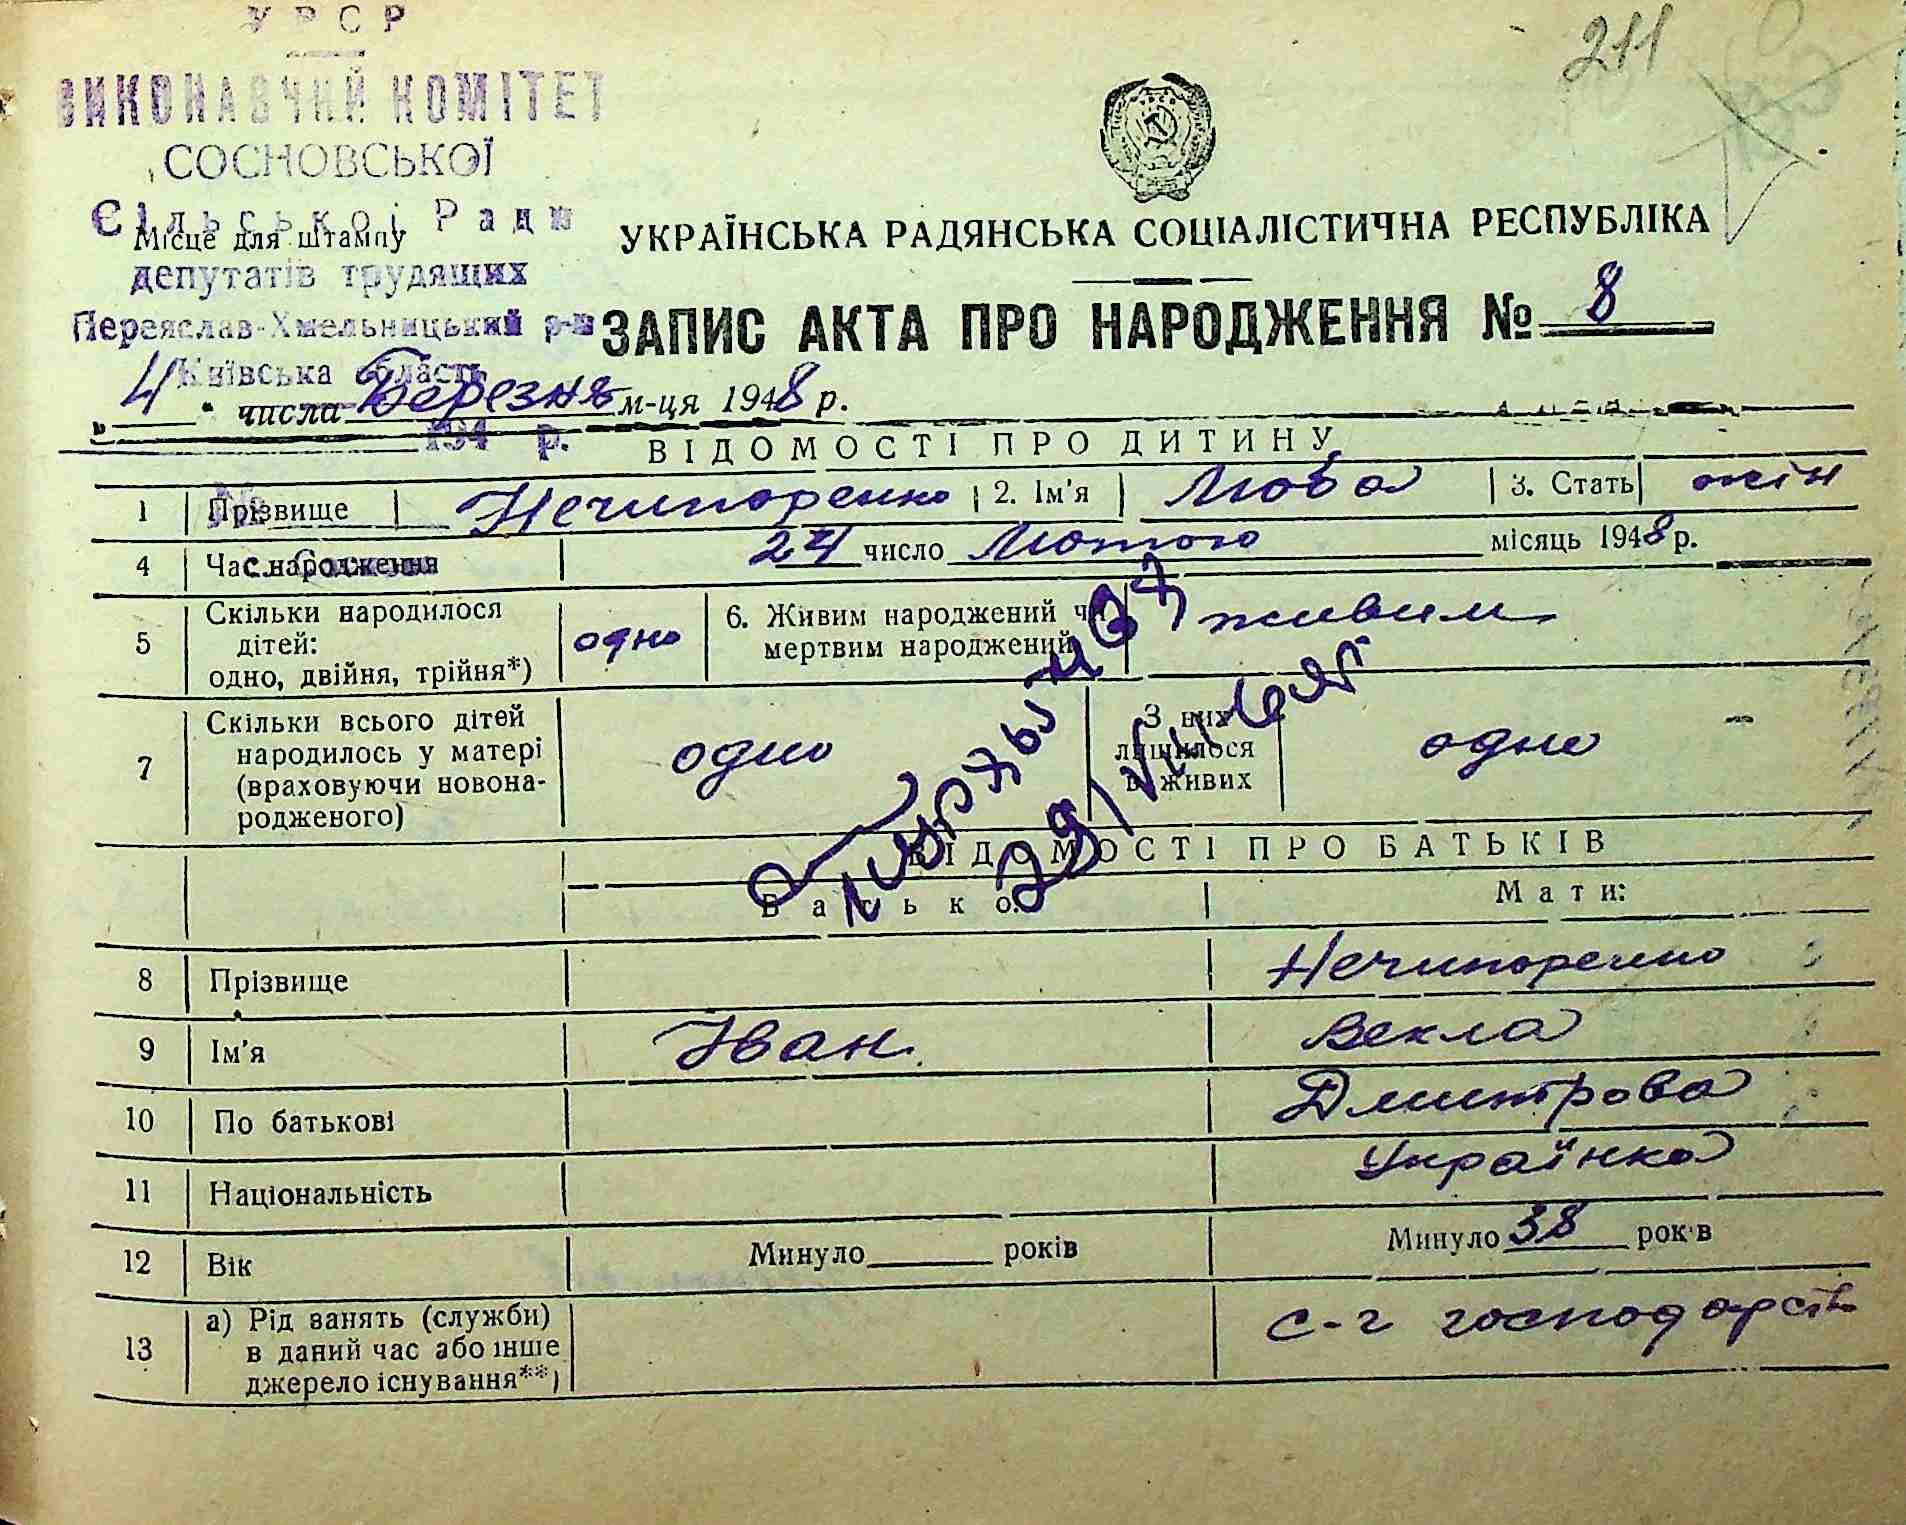 УРСР
211
ВИКОНАВЧИЙ КОМІТЕТ
СОСНОВСЬКОЇ
Сільської Ради
Місце для штампу
депутатів трудящих
Переяслав-Хмельницький р-н
Київська область
194 р.
УКРАЇНСЬКА РАДЯНСЬКА СОЦІАЛІСТИЧНА РЕСПУБЛІКА
ЗАПИС АКТА ПРО НАРОДЖЕННЯ № 8
„ 4 " числа Березня м-ця 1948 р.
ВІДОМОСТІ ПРО ДИТИНУ
1 Прізвище Нечипоренко 2. Ім'я Люба 3. Стать жін
4 Час народження 24 число Лютого місяць 1948 р.
5 Скільки народилося дітей: одно, двійня, трійня*) одно 6. Живим народжений чи мертвим народжений живим
7 Скільки всього дітей народилось у матері (враховуючи новонародженого) одно З них лишилося в живих одно
ВІДОМОСТІ ПРО БАТЬКІВ
Батько: Мати:
8 Прізвище Нечипоренко
9 Ім'я Іван Векла
10 По батькові Дмитрова
11 Національність Українка
12 Вік Минуло років Минуло 38 років
13 а) Рід занять (служби) в даний час або інше джерело існування**) с-г господарств